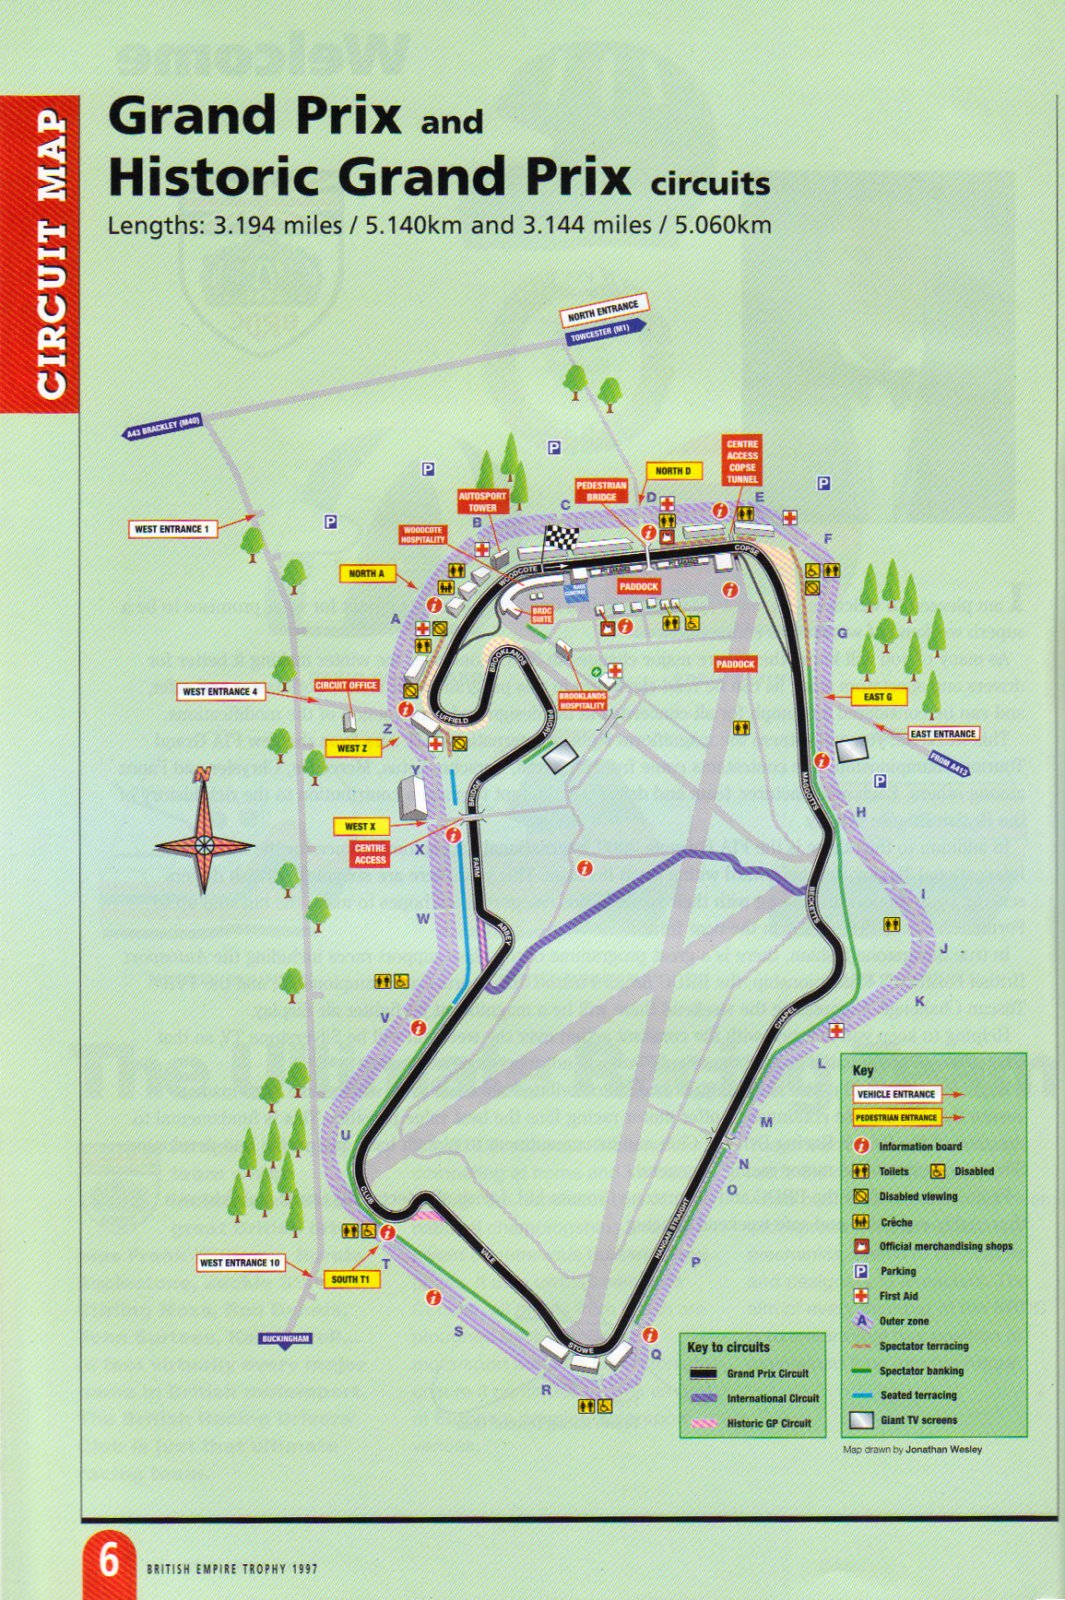 CIRCUIT MAP
Grand Prix and
Historic Grand Prix circuits
Lengths: 3.194 miles / 5.140km and 3.144 miles / 5.060km
NORTH ENTRANCE
TOWCESTER (M1)
A43 BRACKLEY (M40)
WEST ENTRANCE 1
NORTH A
AUTOSPORT
TOWER
WOODCOTE
HOSPITALITY
PEDESTRIAN
BRIDGE
NORTH D
CENTRE
ACCESS
COPSE
TUNNEL
P
P
P
P
A
B
C
D
E
F
G
WOODCOTE
COPSE
PADDOCK
BRDC
SUITE
PADDOCK
BROOKLANDS
LUFFIELD
PRIORY
BROOKLANDS
HOSPITALITY
WEST ENTRANCE 4
CIRCUIT OFFICE
Z
WEST Z
EAST G
EAST ENTRANCE
FROM A413
P
N
Y
BRIDGE
WEST X
CENTRE
ACCESS
X
FARM
W
ABBEY
V
MAGGOTTS
BECKETTS
H
I
J
K
CHAPEL
L
M
N
O
HANGAR STRAIGHT
P
U
CLUB
VALE
WEST ENTRANCE 10
SOUTH T1
T
BUCKINGHAM
S
STOWE
R
Q
Key
VEHICLE ENTRANCE
PEDESTRIAN ENTRANCE
i Information board
Toilets Disabled
Disabled viewing
Crêche
Official merchandising shops
P Parking
First Aid
A Outer zone
Spectator terracing
Spectator banking
Seated terracing
Giant TV screens
Key to circuits
Grand Prix Circuit
International Circuit
Historic GP Circuit
Map drawn by Jonathan Wesley
6
BRITISH EMPIRE TROPHY 1997